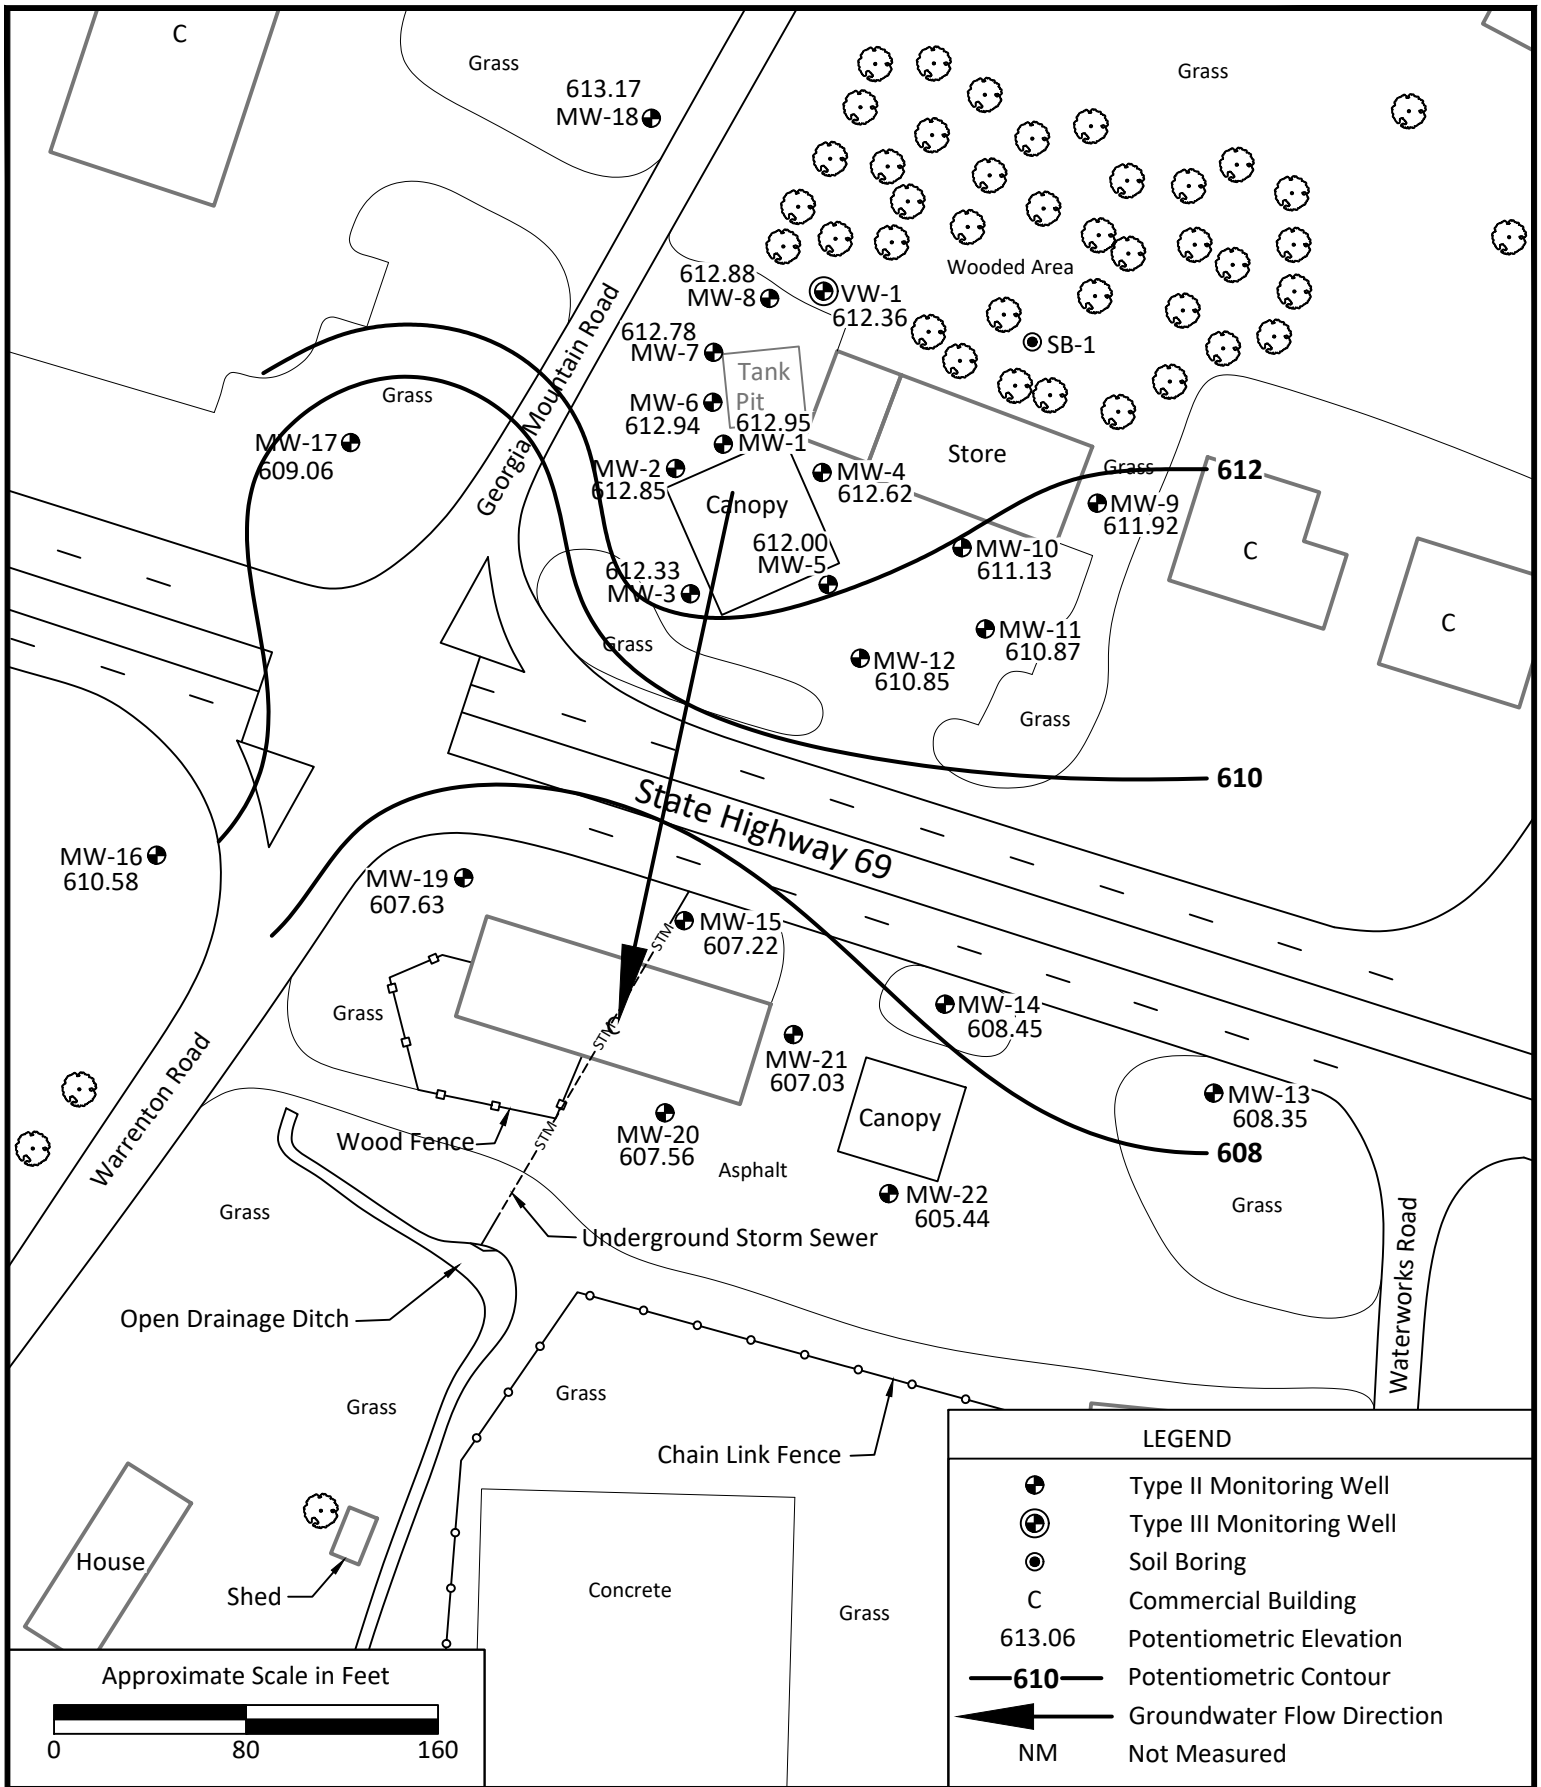 C
Grass
Grass
613.17
MW-18
Wooded Area
612.88
MW-8
VW-1
612.36
612.78
MW-7
SB-1
Tank
Pit
MW-6
612.94
612.95
MW-1
Georgia Mountain Road
Grass
MW-17
609.06
MW-2
612.85
MW-4
612.62
Store
Grass
612
Canopy
MW-9
611.92
612.00
MW-5
MW-10
611.13
C
612.33
MW-3
C
Grass
MW-11
610.87
MW-12
610.85
Grass
610
State Highway 69
MW-16
610.58
MW-19
607.63
MW-15
607.22
STM
MW-14
608.45
Grass
STM
C
MW-21
607.03
Warrenton Road
MW-13
608.35
Canopy
Wood Fence
STM
MW-20
607.56
608
Asphalt
MW-22
605.44
Grass
Grass
Underground Storm Sewer
Waterworks Road
Open Drainage Ditch
Grass
Grass
Chain Link Fence
House
Shed
Concrete
Grass
LEGEND
Type II Monitoring Well
Type III Monitoring Well
Soil Boring
C Commercial Building
613.06 Potentiometric Elevation
610 Potentiometric Contour
Groundwater Flow Direction
NM Not Measured
Approximate Scale in Feet
0 80 160